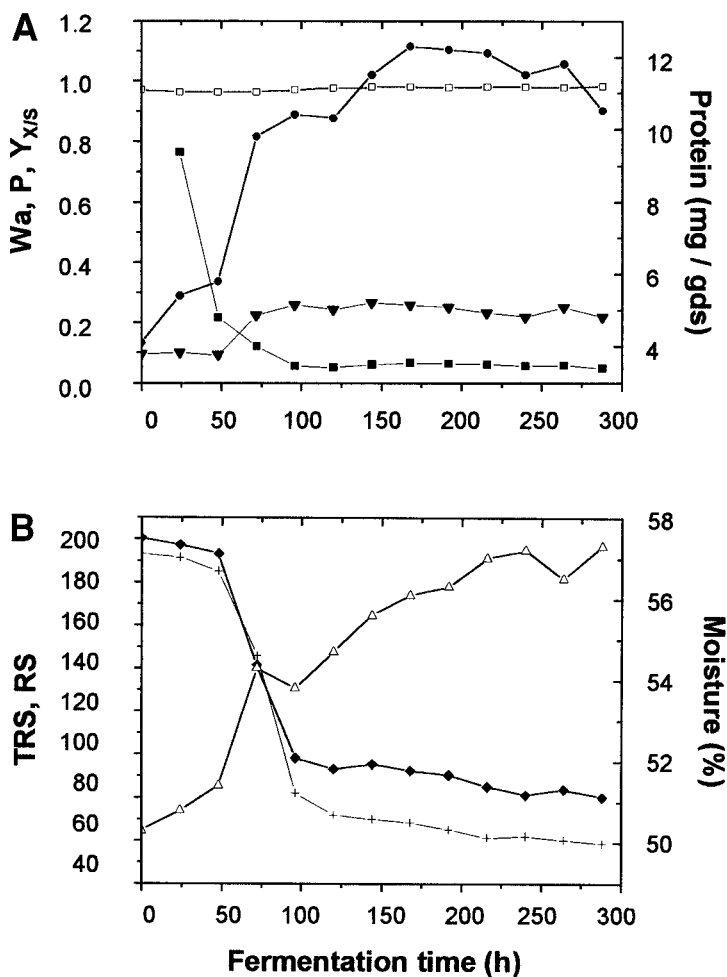 A
Wa, P, Y_X/S
1.2
1.0
0.8
0.6
0.4
0.2
0.0
12
10
8
6
4
Protein (mg / gds)
0 50 100 150 200 250 300
B
TRS, RS
200
180
160
140
120
100
80
60
40
58
56
54
52
50
Moisture (%)
0 50 100 150 200 250 300
Fermentation time (h)